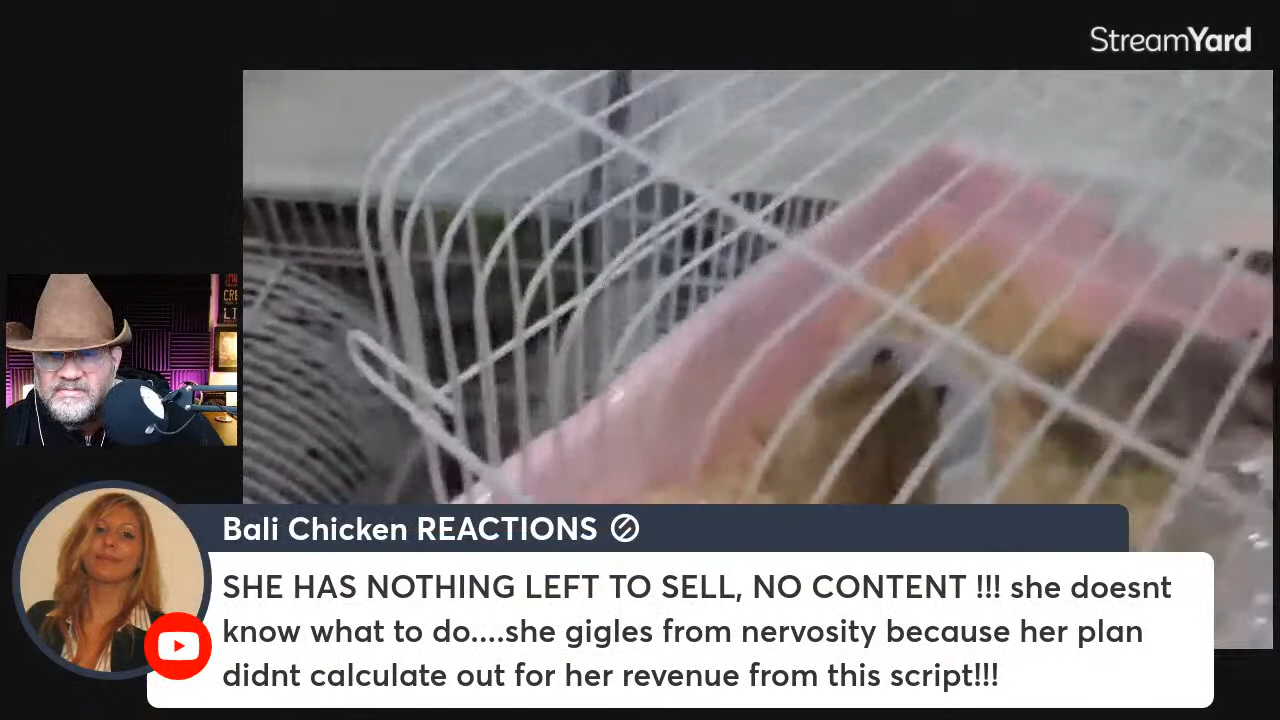 StreamYard
Bali Chicken REACTIONS
SHE HAS NOTHING LEFT TO SELL, NO CONTENT !!! she doesnt
know what to do....she gigles from nervosity because her plan
didnt calculate out for her revenue from this script!!!